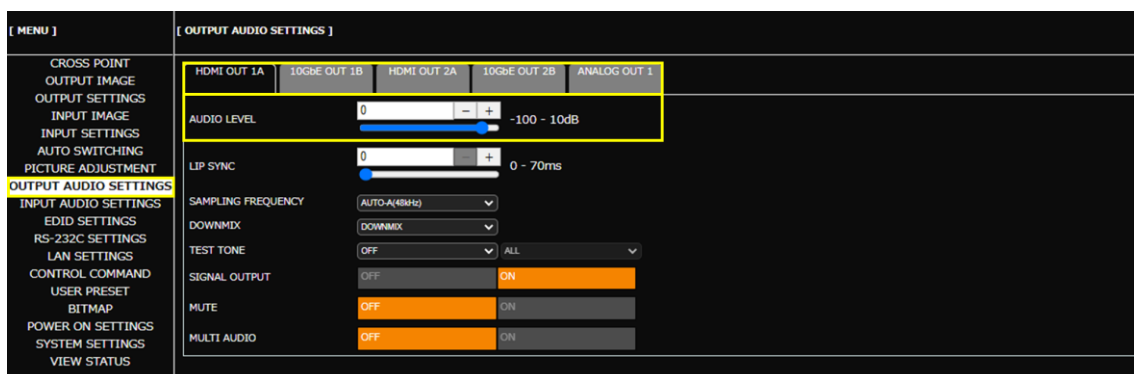 [ MENU ]
[ OUTPUT AUDIO SETTINGS ]
CROSS POINT
OUTPUT IMAGE
OUTPUT SETTINGS
INPUT IMAGE
INPUT SETTINGS
AUTO SWITCHING
PICTURE ADJUSTMENT
OUTPUT AUDIO SETTINGS
INPUT AUDIO SETTINGS
EDID SETTINGS
RS-232C SETTINGS
LAN SETTINGS
CONTROL COMMAND
USER PRESET
BITMAP
POWER ON SETTINGS
SYSTEM SETTINGS
VIEW STATUS
HDMI OUT 1A 10GbE OUT 1B HDMI OUT 2A 10GbE OUT 2B ANALOG OUT 1
AUDIO LEVEL 0 − + -100 - 10dB
LIP SYNC 0 − + 0 - 70ms
SAMPLING FREQUENCY AUTO-A(48kHz)
DOWNMIX DOWNMIX
TEST TONE OFF ALL
SIGNAL OUTPUT OFF ON
MUTE OFF ON
MULTI AUDIO OFF ON